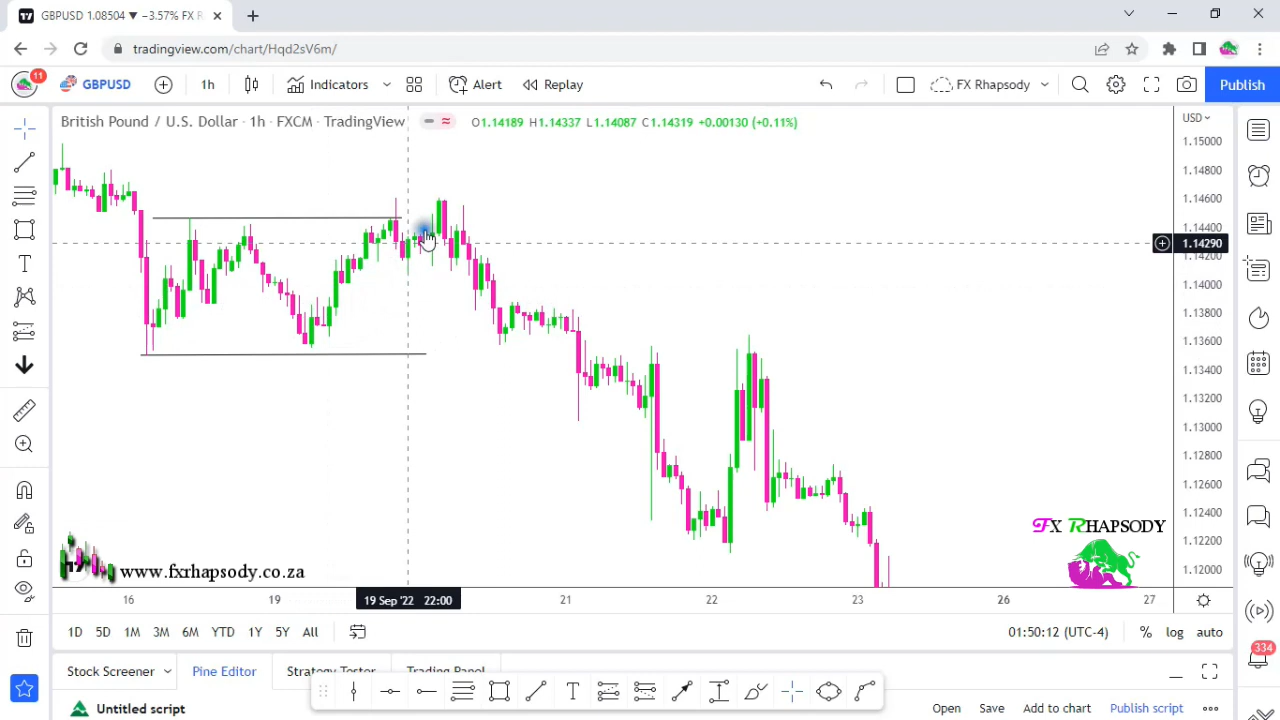 GBPUSD 1.08504 ▼ −3.57% FX R
tradingview.com/chart/Hqd2sV6m/
11
GBPUSD
1h
Indicators
Alert
Replay
FX Rhapsody
Publish
British Pound / U.S. Dollar · 1h · FXCM · TradingView
O1.14189 H1.14337 L1.14087 C1.14319 +0.00130 (+0.11%)
USD
1.15000
1.14800
1.14600
1.14400
1.14290
1.14200
1.14000
1.13800
1.13600
1.13400
1.13200
1.13000
1.12800
1.12600
1.12400
1.12200
1.12000
FX RHAPSODY
www.fxrhapsody.co.za
16
19
19 Sep '22 22:00
21
22
23
26
27
1D 5D 1M 3M 6M YTD 1Y 5Y All
01:50:12 (UTC-4)
% log auto
334
Stock Screener
Pine Editor
Strategy Tester
Trading Panel
Untitled script
Open
Save
Add to chart
Publish script